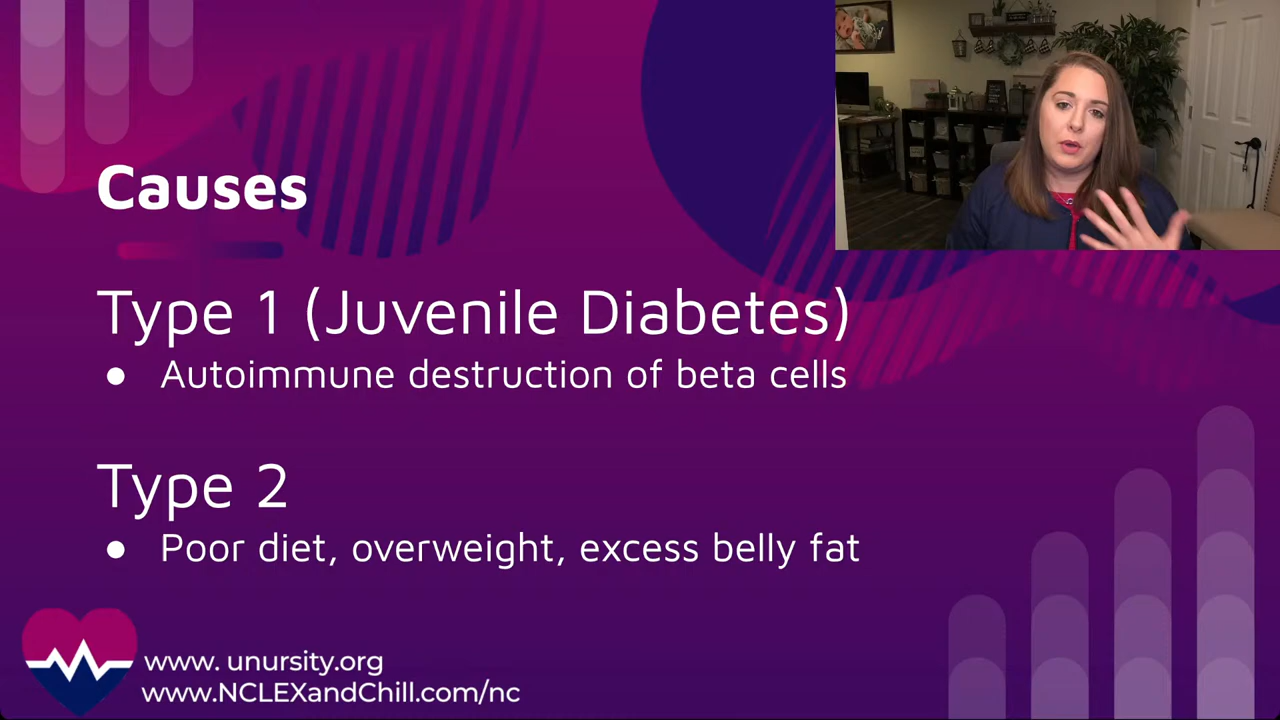 Causes
Type 1 (Juvenile Diabetes)
● Autoimmune destruction of beta cells
Type 2
● Poor diet, overweight, excess belly fat
www. unursity.org
www.NCLEXandChill.com/nc